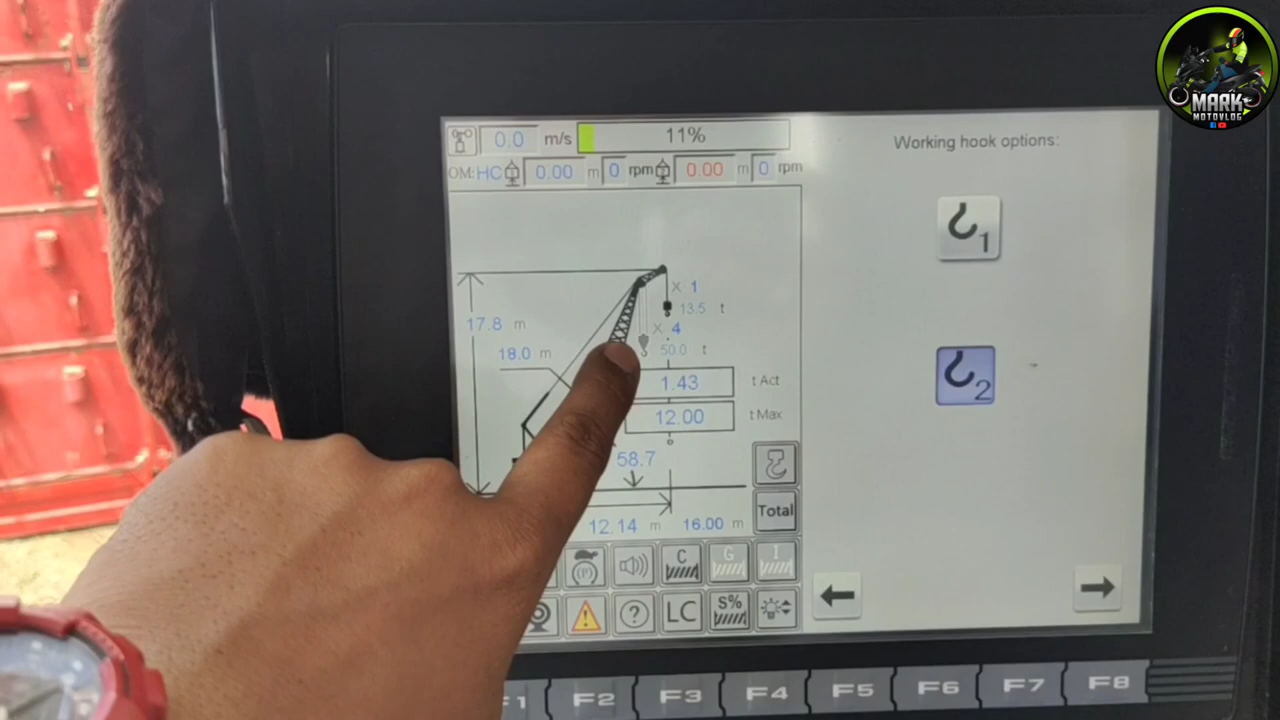 MARK
MOTOVLOG
0.0 m/s 11%
OM: HC 0.00 m 0 rpm 0.00 m 0 rpm
Working hook options:
1
X 1
13.5 t
17.8 m
X 4
18.0 m
50.0 t
1.43 t Act
2
12.00 t Max
58.7
Total
12.14 m 16.00 m
(P) C G I
? LC S%
F1 F2 F3 F4 F5 F6 F7 F8